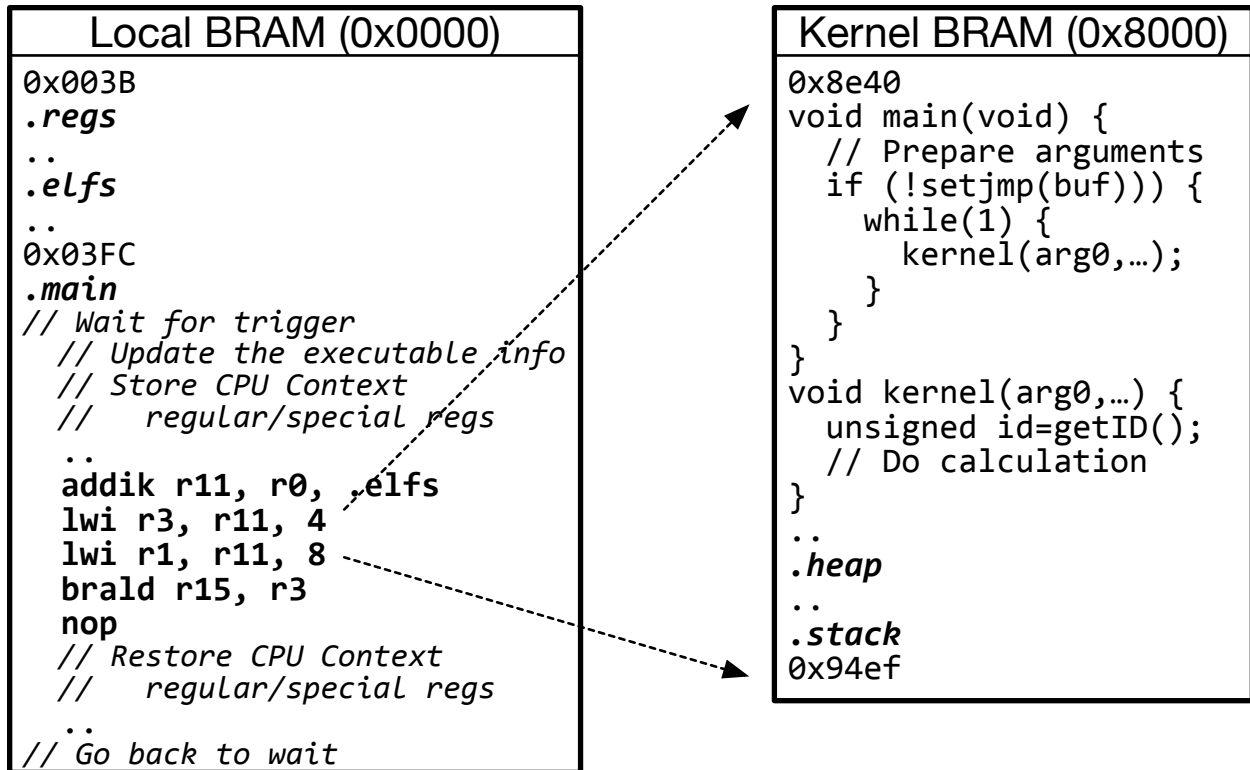 Local BRAM (0x0000)
0x003B
.regs
..
.elfs
..
0x03FC
.main
// Wait for trigger
// Update the executable info
// Store CPU Context
//   regular/special regs
..
addik r11, r0, .elfs
lwi r3, r11, 4
lwi r1, r11, 8
brald r15, r3
nop
// Restore CPU Context
//   regular/special regs
..
// Go back to wait
Kernel BRAM (0x8000)
0x8e40
void main(void) {
  // Prepare arguments
  if (!setjmp(buf))) {
    while(1) {
      kernel(arg0,…);
    }
  }
}
void kernel(arg0,…) {
  unsigned id=getID();
  // Do calculation
}
..
.heap
..
.stack
0x94ef